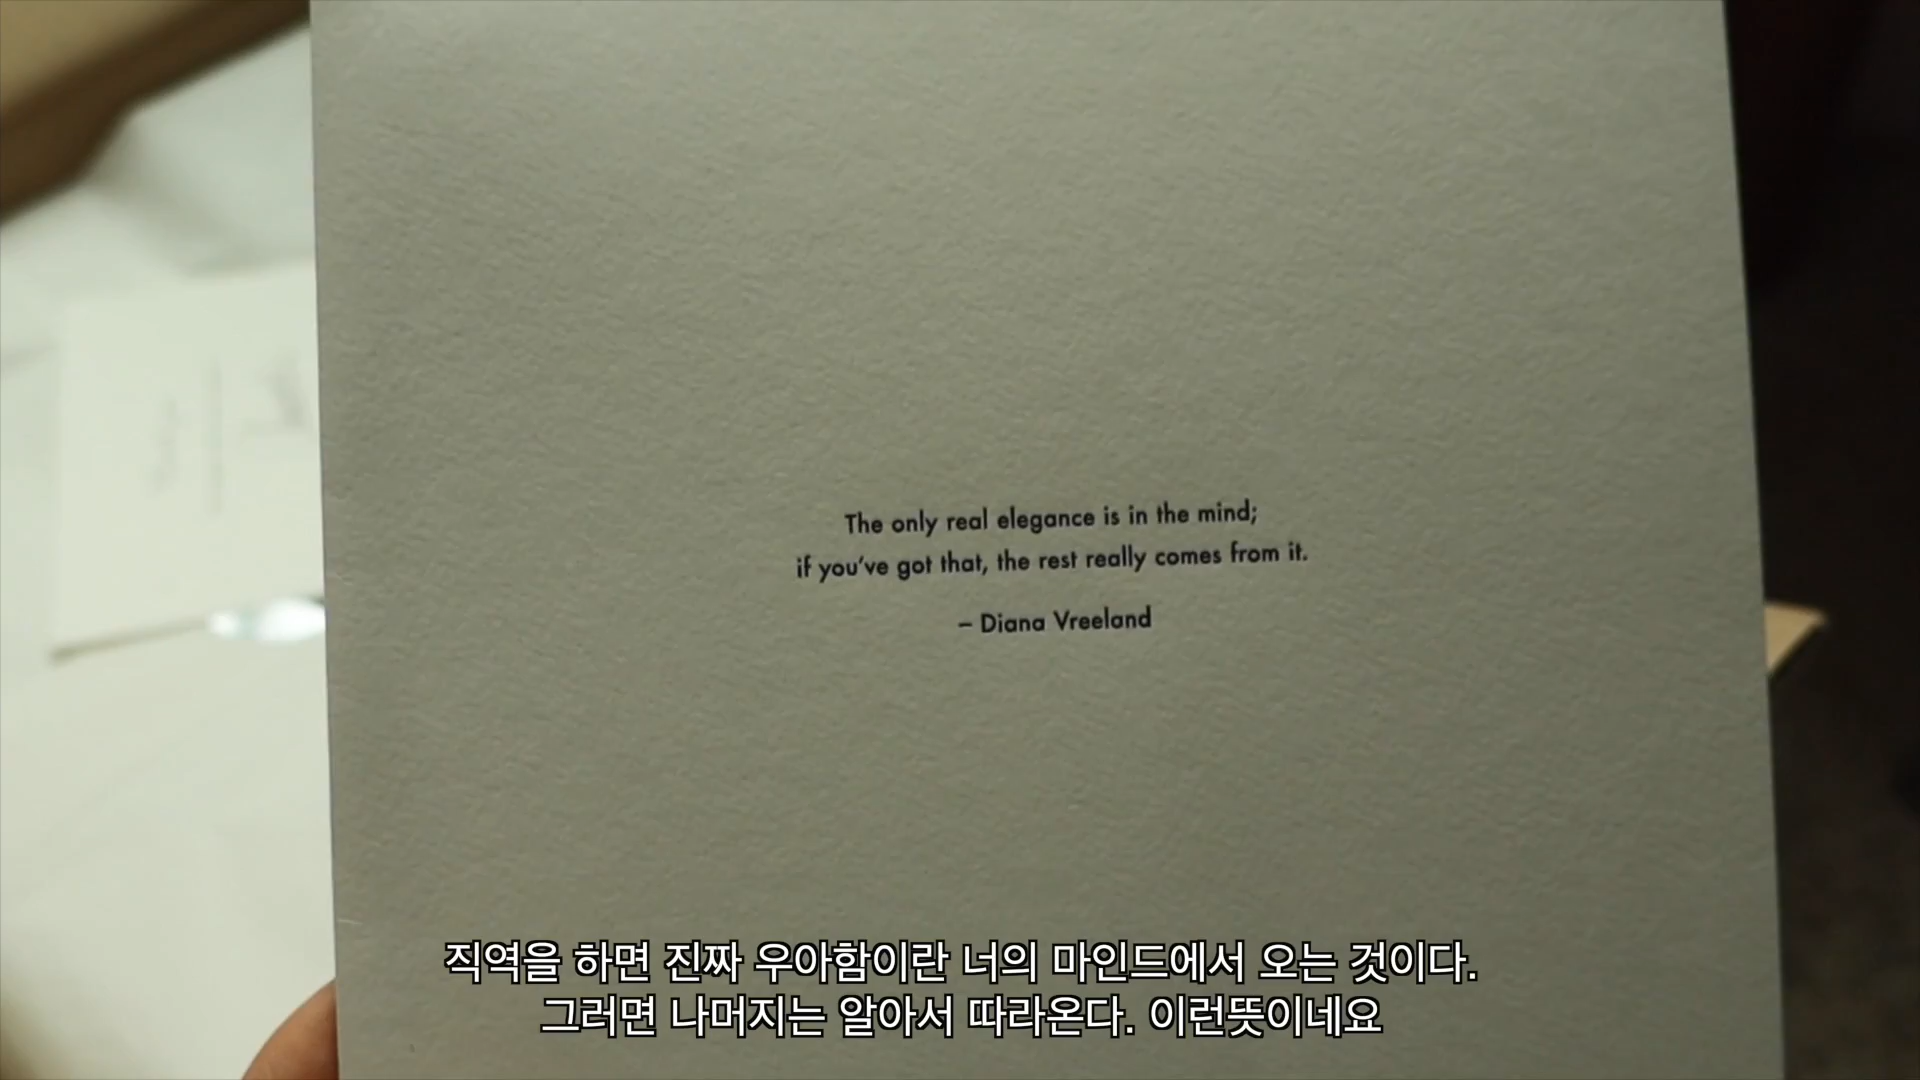 The only real elegance is in the mind;
if you've got that, the rest really comes from it.
– Diana Vreeland
직역을 하면 진짜 우아함이란 너의 마인드에서 오는 것이다.
그러면 나머지는 알아서 따라온다. 이런뜻이네요